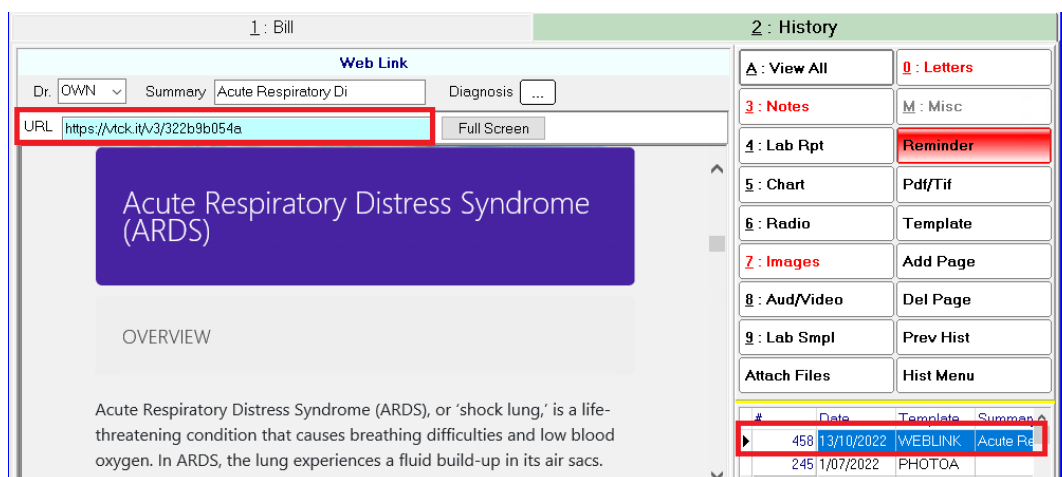 1 : Bill
2 : History
Web Link
Dr. OWN Summary Acute Respiratory Di Diagnosis ...
URL https://vtck.it/v3/322b9b054a Full Screen
Acute Respiratory Distress Syndrome
(ARDS)
OVERVIEW
Acute Respiratory Distress Syndrome (ARDS), or ‘shock lung,’ is a life-
threatening condition that causes breathing difficulties and low blood
oxygen. In ARDS, the lung experiences a fluid build-up in its air sacs.
A : View All 0 : Letters
3 : Notes M : Misc
4 : Lab Rpt Reminder
5 : Chart Pdf/Tif
6 : Radio Template
7 : Images Add Page
8 : Aud/Video Del Page
9 : Lab Smpl Prev Hist
Attach Files Hist Menu
# Date Template Summary
458 13/10/2022 WEBLINK Acute Re
245 1/07/2022 PHOTOA